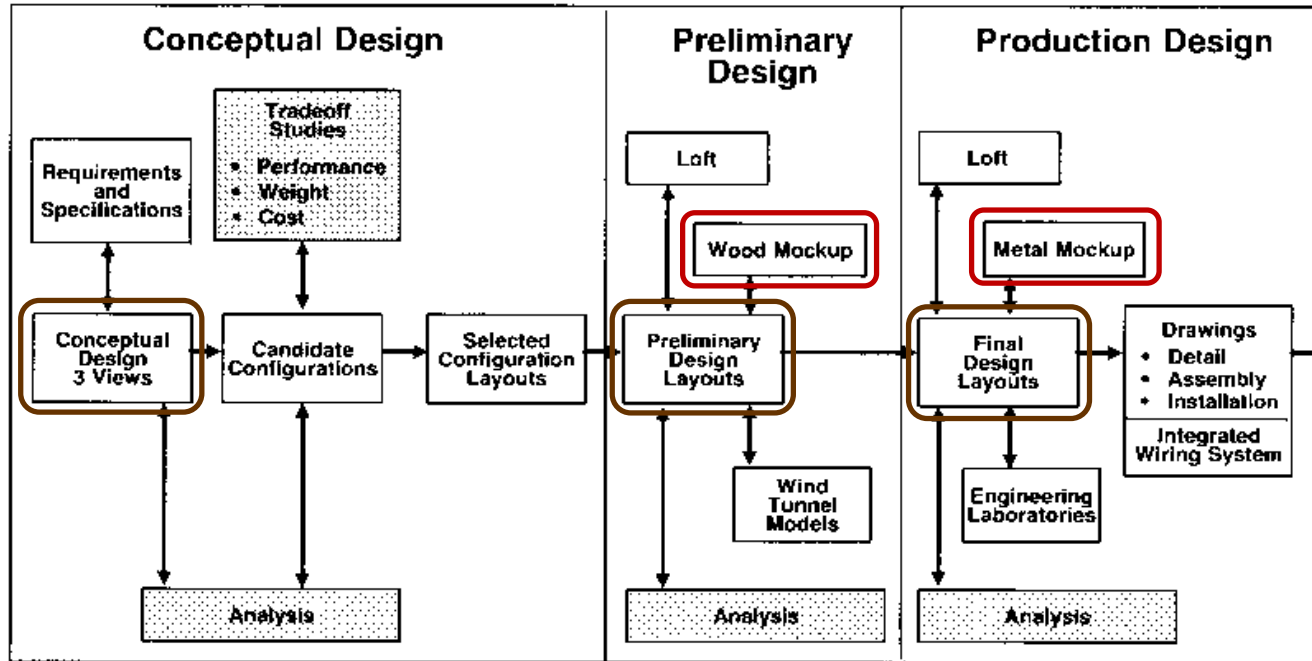 Conceptual Design
Tradeoff
Studies
• Performance
• Weight
• Cost
Requirements
and
Specifications
Conceptual
Design
3 Views
Candidate
Configurations
Selected
Configuration
Layouts
Analysis
Preliminary
Design
Loft
Wood Mockup
Preliminary
Design
Layouts
Wind
Tunnel
Models
Analysis
Production Design
Loft
Metal Mockup
Final
Design
Layouts
Drawings
• Detail
• Assembly
• Installation
Integrated
Wiring System
Engineering
Laboratories
Analysis